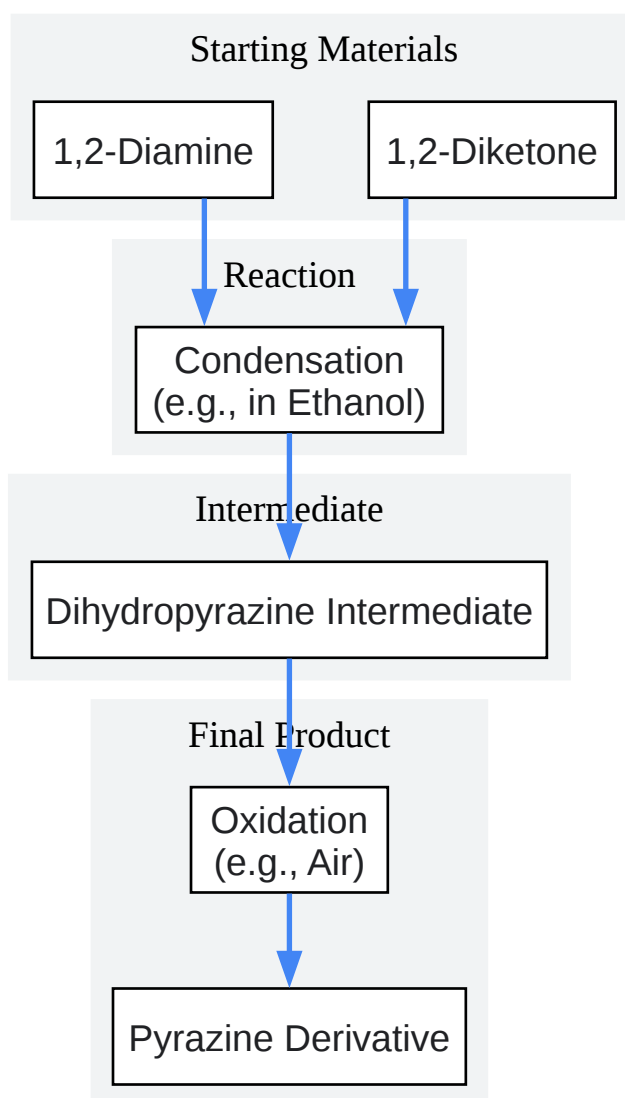 Starting Materials
1,2-Diamine
1,2-Diketone
Reaction
Condensation
(e.g., in Ethanol)
Intermediate
Dihydropyrazine Intermediate
Final Product
Oxidation
(e.g., Air)
Pyrazine Derivative